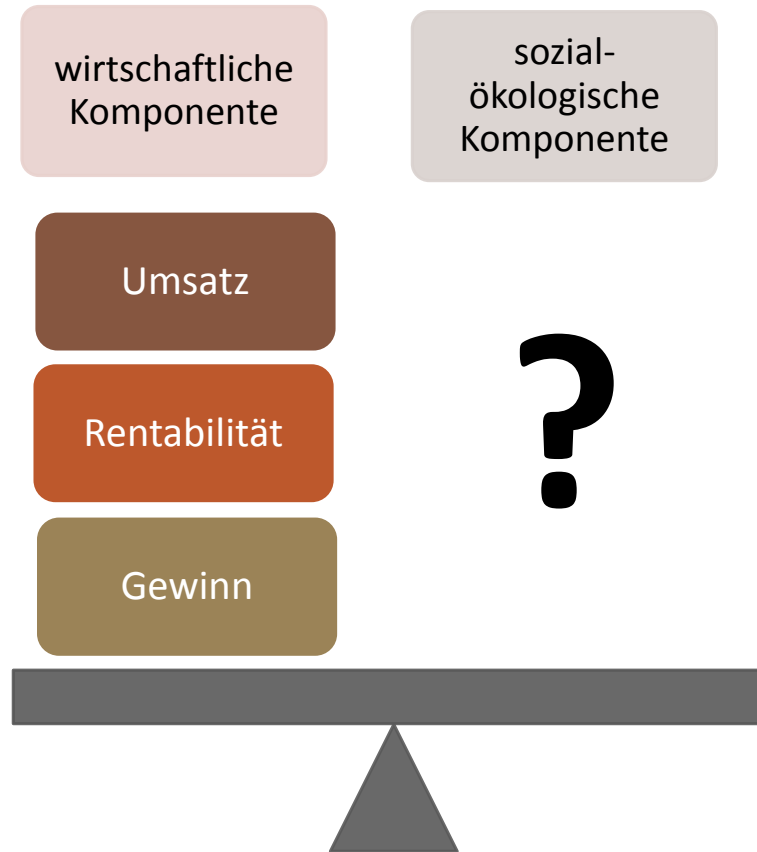 wirtschaftliche
Komponente
sozial-
ökologische
Komponente
Umsatz
Rentabilität
?
Gewinn